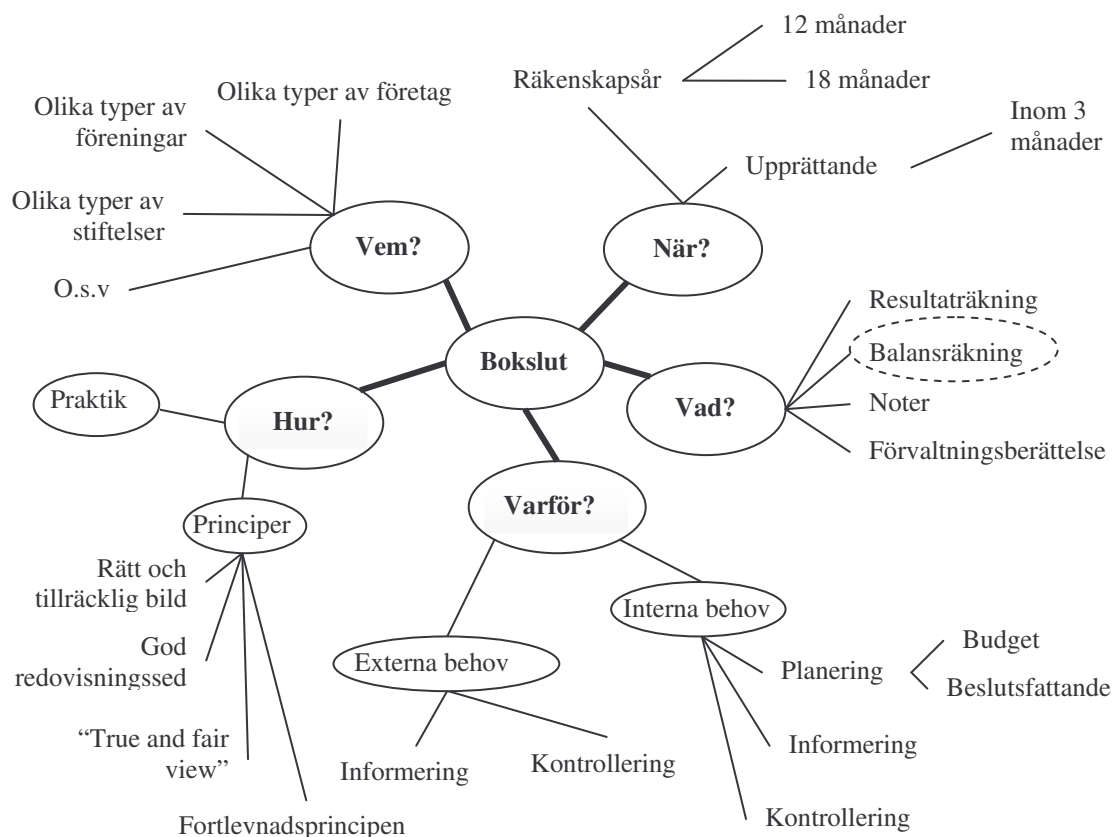 12 månader
Räkenskapsår
18 månader
Olika typer av företag
Olika typer av
föreningar
Inom 3
månader
Upprättande
Olika typer av
stiftelser
Vem?
När?
O.s.v
Resultaträkning
Bokslut
Balansräkning
Praktik
Hur?
Vad?
Noter
Förvaltningsberättelse
Varför?
Principer
Rätt och
tillräcklig bild
Interna behov
God
redovisningssed
Externa behov
Planering
Budget
Beslutsfattande
“True and fair
view”
Informering
Kontrollering
Informering
Fortlevnadsprincipen
Kontrollering